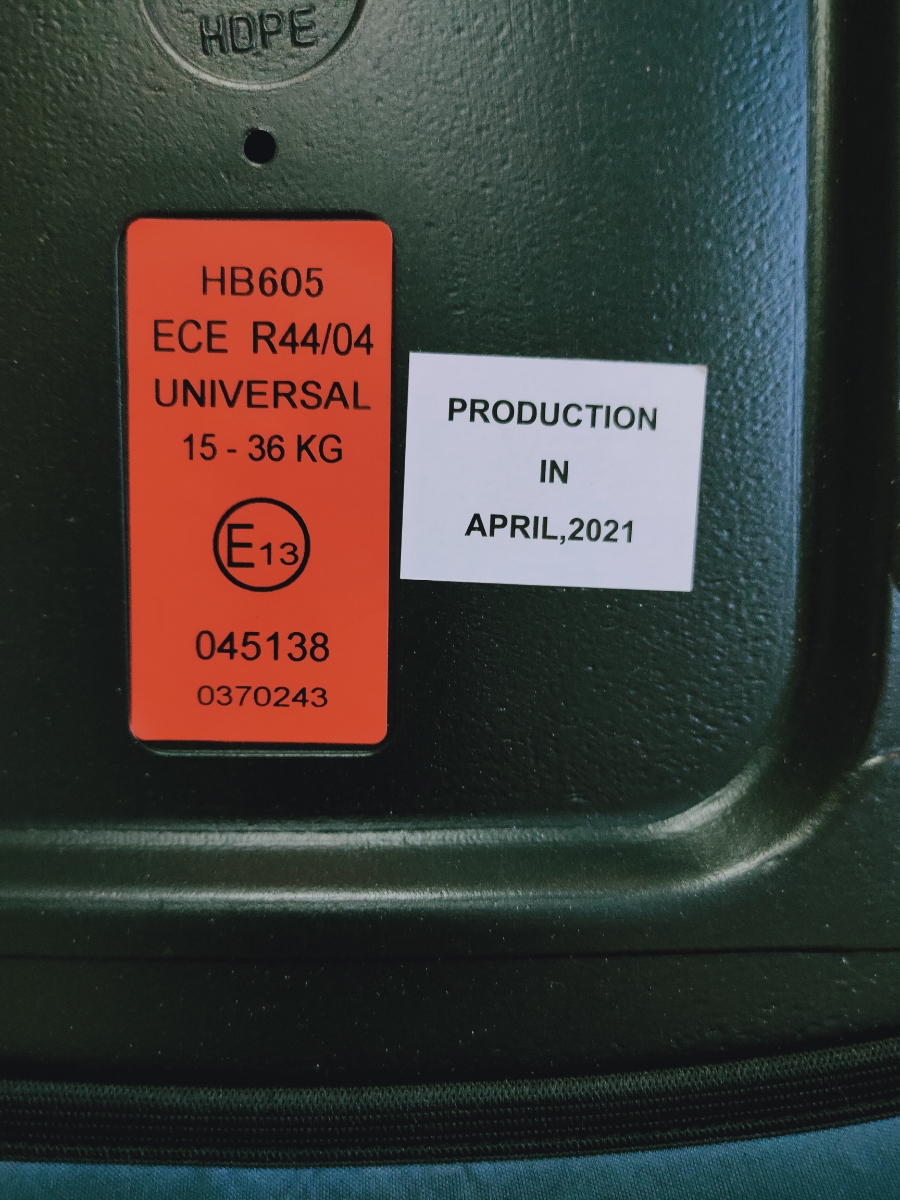 HDPE
HB605
ECE R44/04
UNIVERSAL
15 - 36 KG
E13
045138
0370243
PRODUCTION
IN
APRIL,2021